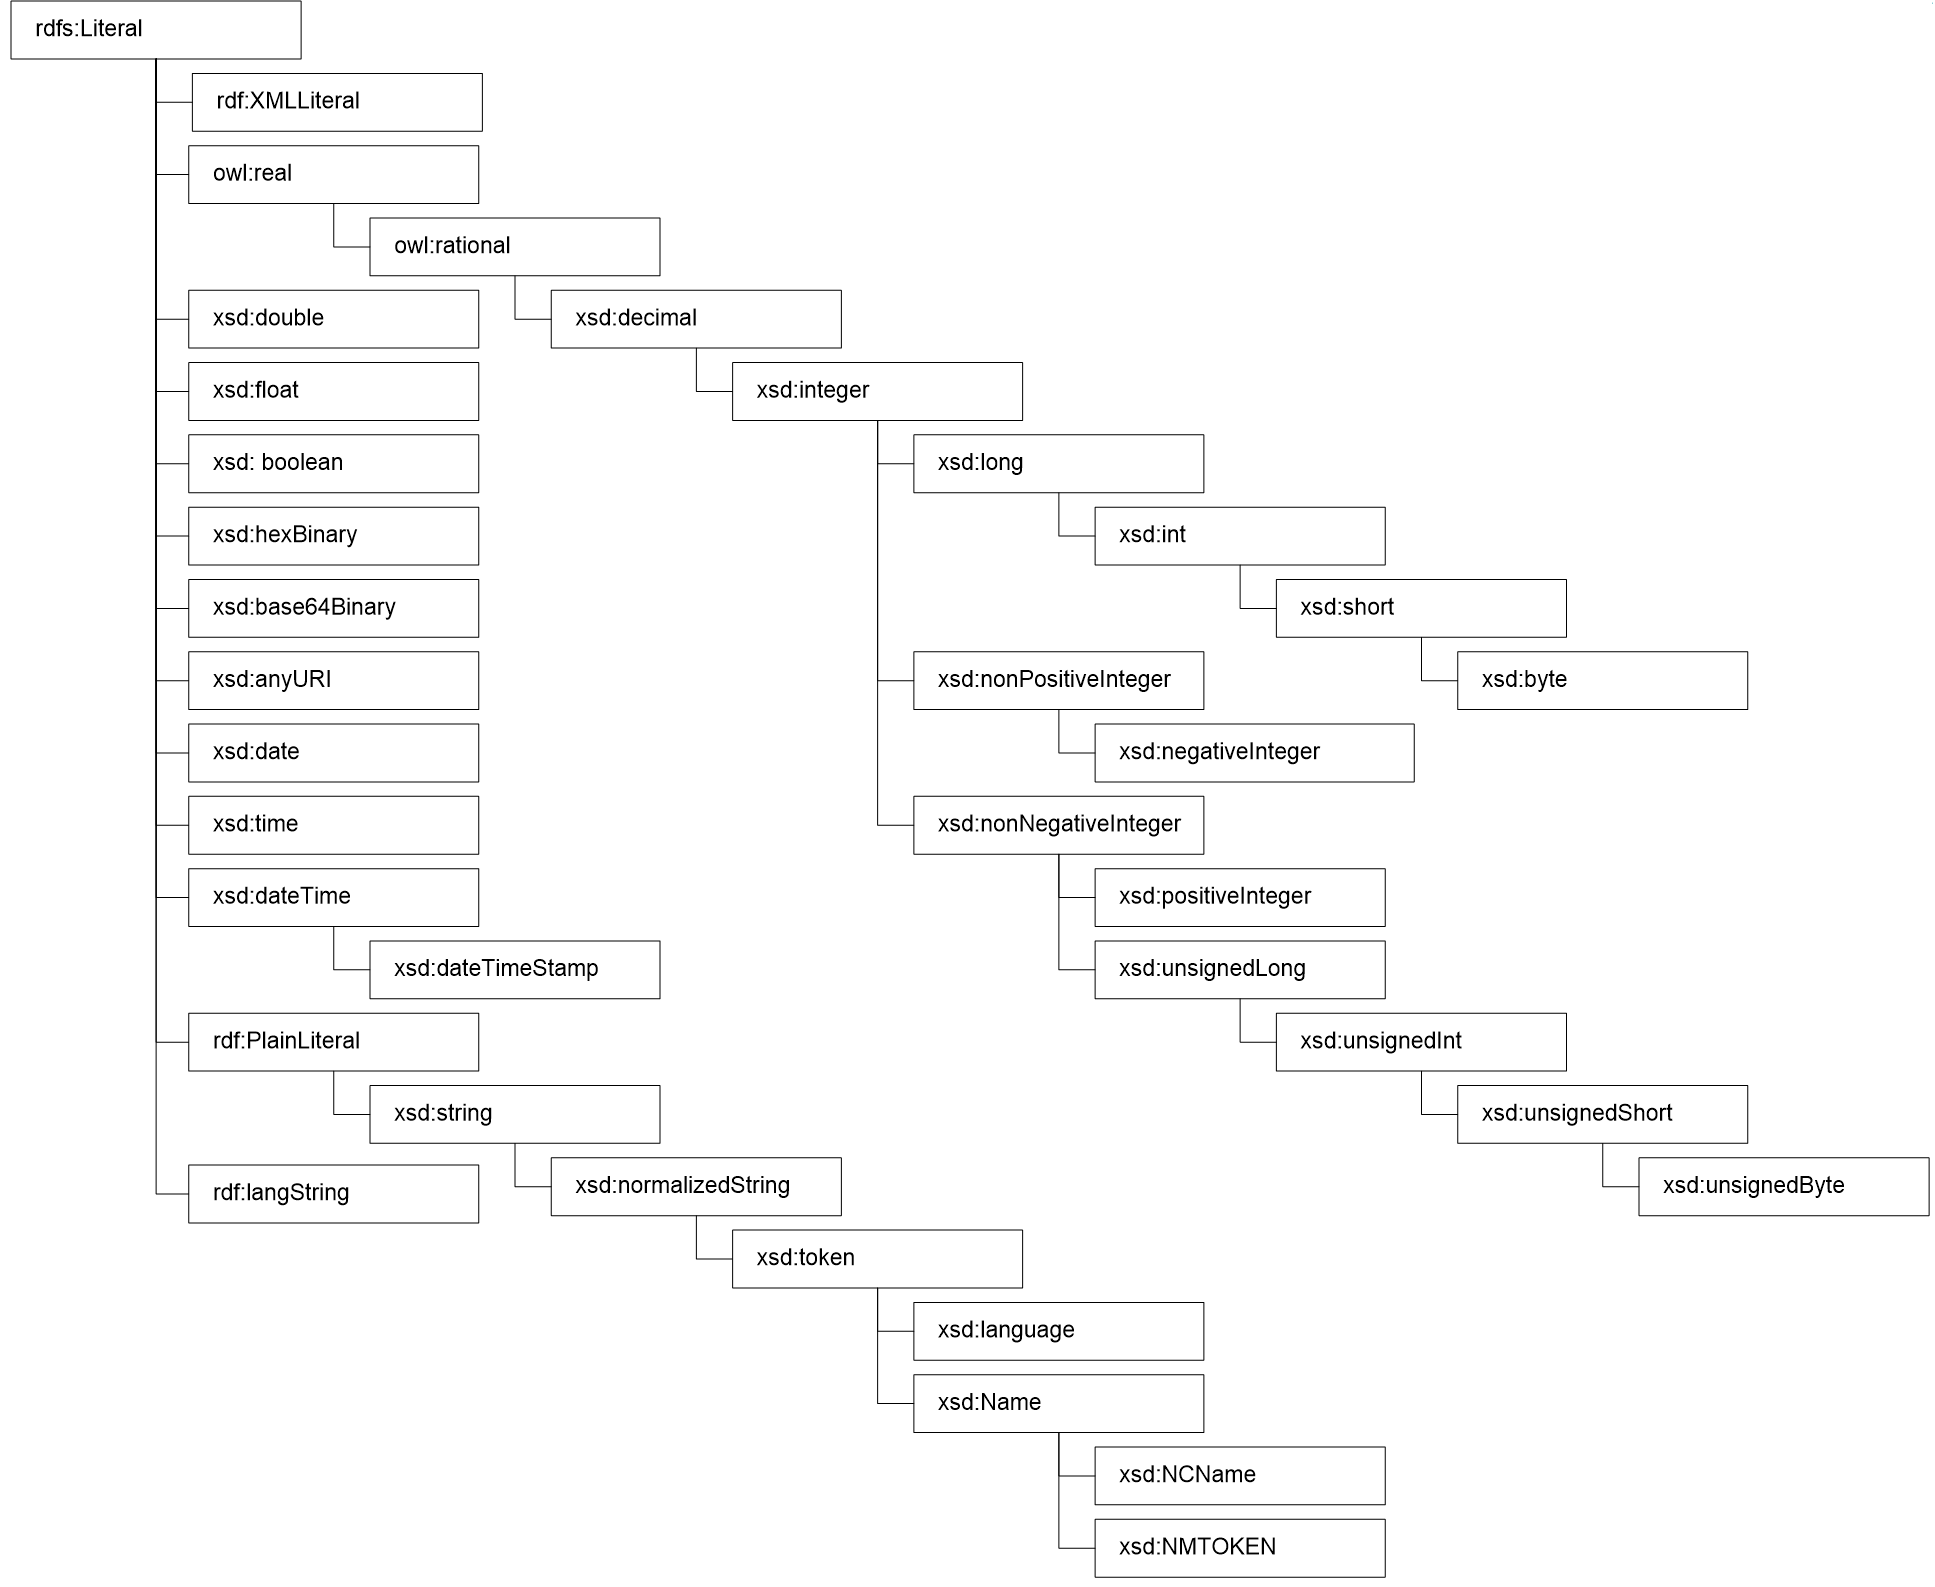 rdfs:Literal
rdf:XMLLiteral
owl:real
owl:rational
xsd:double
xsd:decimal
xsd:float
xsd:integer
xsd: boolean
xsd:long
xsd:hexBinary
xsd:int
xsd:base64Binary
xsd:short
xsd:anyURI
xsd:nonPositiveInteger
xsd:byte
xsd:date
xsd:negativeInteger
xsd:time
xsd:nonNegativeInteger
xsd:dateTime
xsd:positiveInteger
xsd:dateTimeStamp
xsd:unsignedLong
rdf:PlainLiteral
xsd:unsignedInt
xsd:string
xsd:unsignedShort
rdf:langString
xsd:normalizedString
xsd:unsignedByte
xsd:token
xsd:language
xsd:Name
xsd:NCName
xsd:NMTOKEN